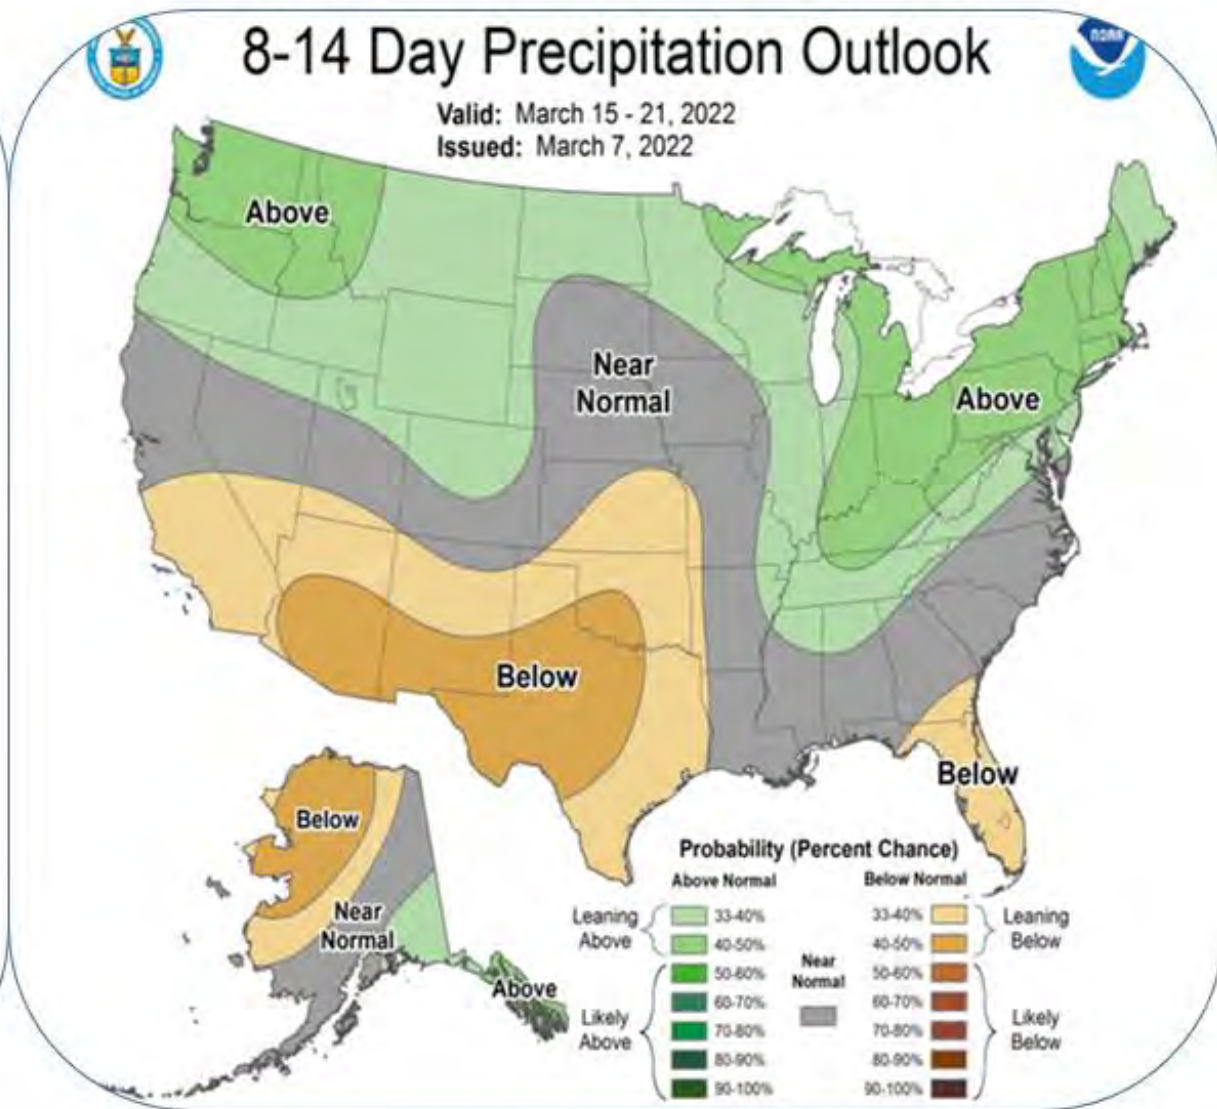 8-14 Day Precipitation Outlook
NOAA
Valid: March 15 - 21, 2022
Issued: March 7, 2022
Above
Near
Normal
Above
Below
Below
Below
Near
Normal
Above
Probability (Percent Chance)
Above Normal
Below Normal
Leaning
Above
33-40%
40-50%
Likely
Above
50-60%
60-70%
70-80%
80-90%
90-100%
Near
Normal
33-40%
40-50%
Leaning
Below
50-60%
60-70%
70-80%
80-90%
90-100%
Likely
Below